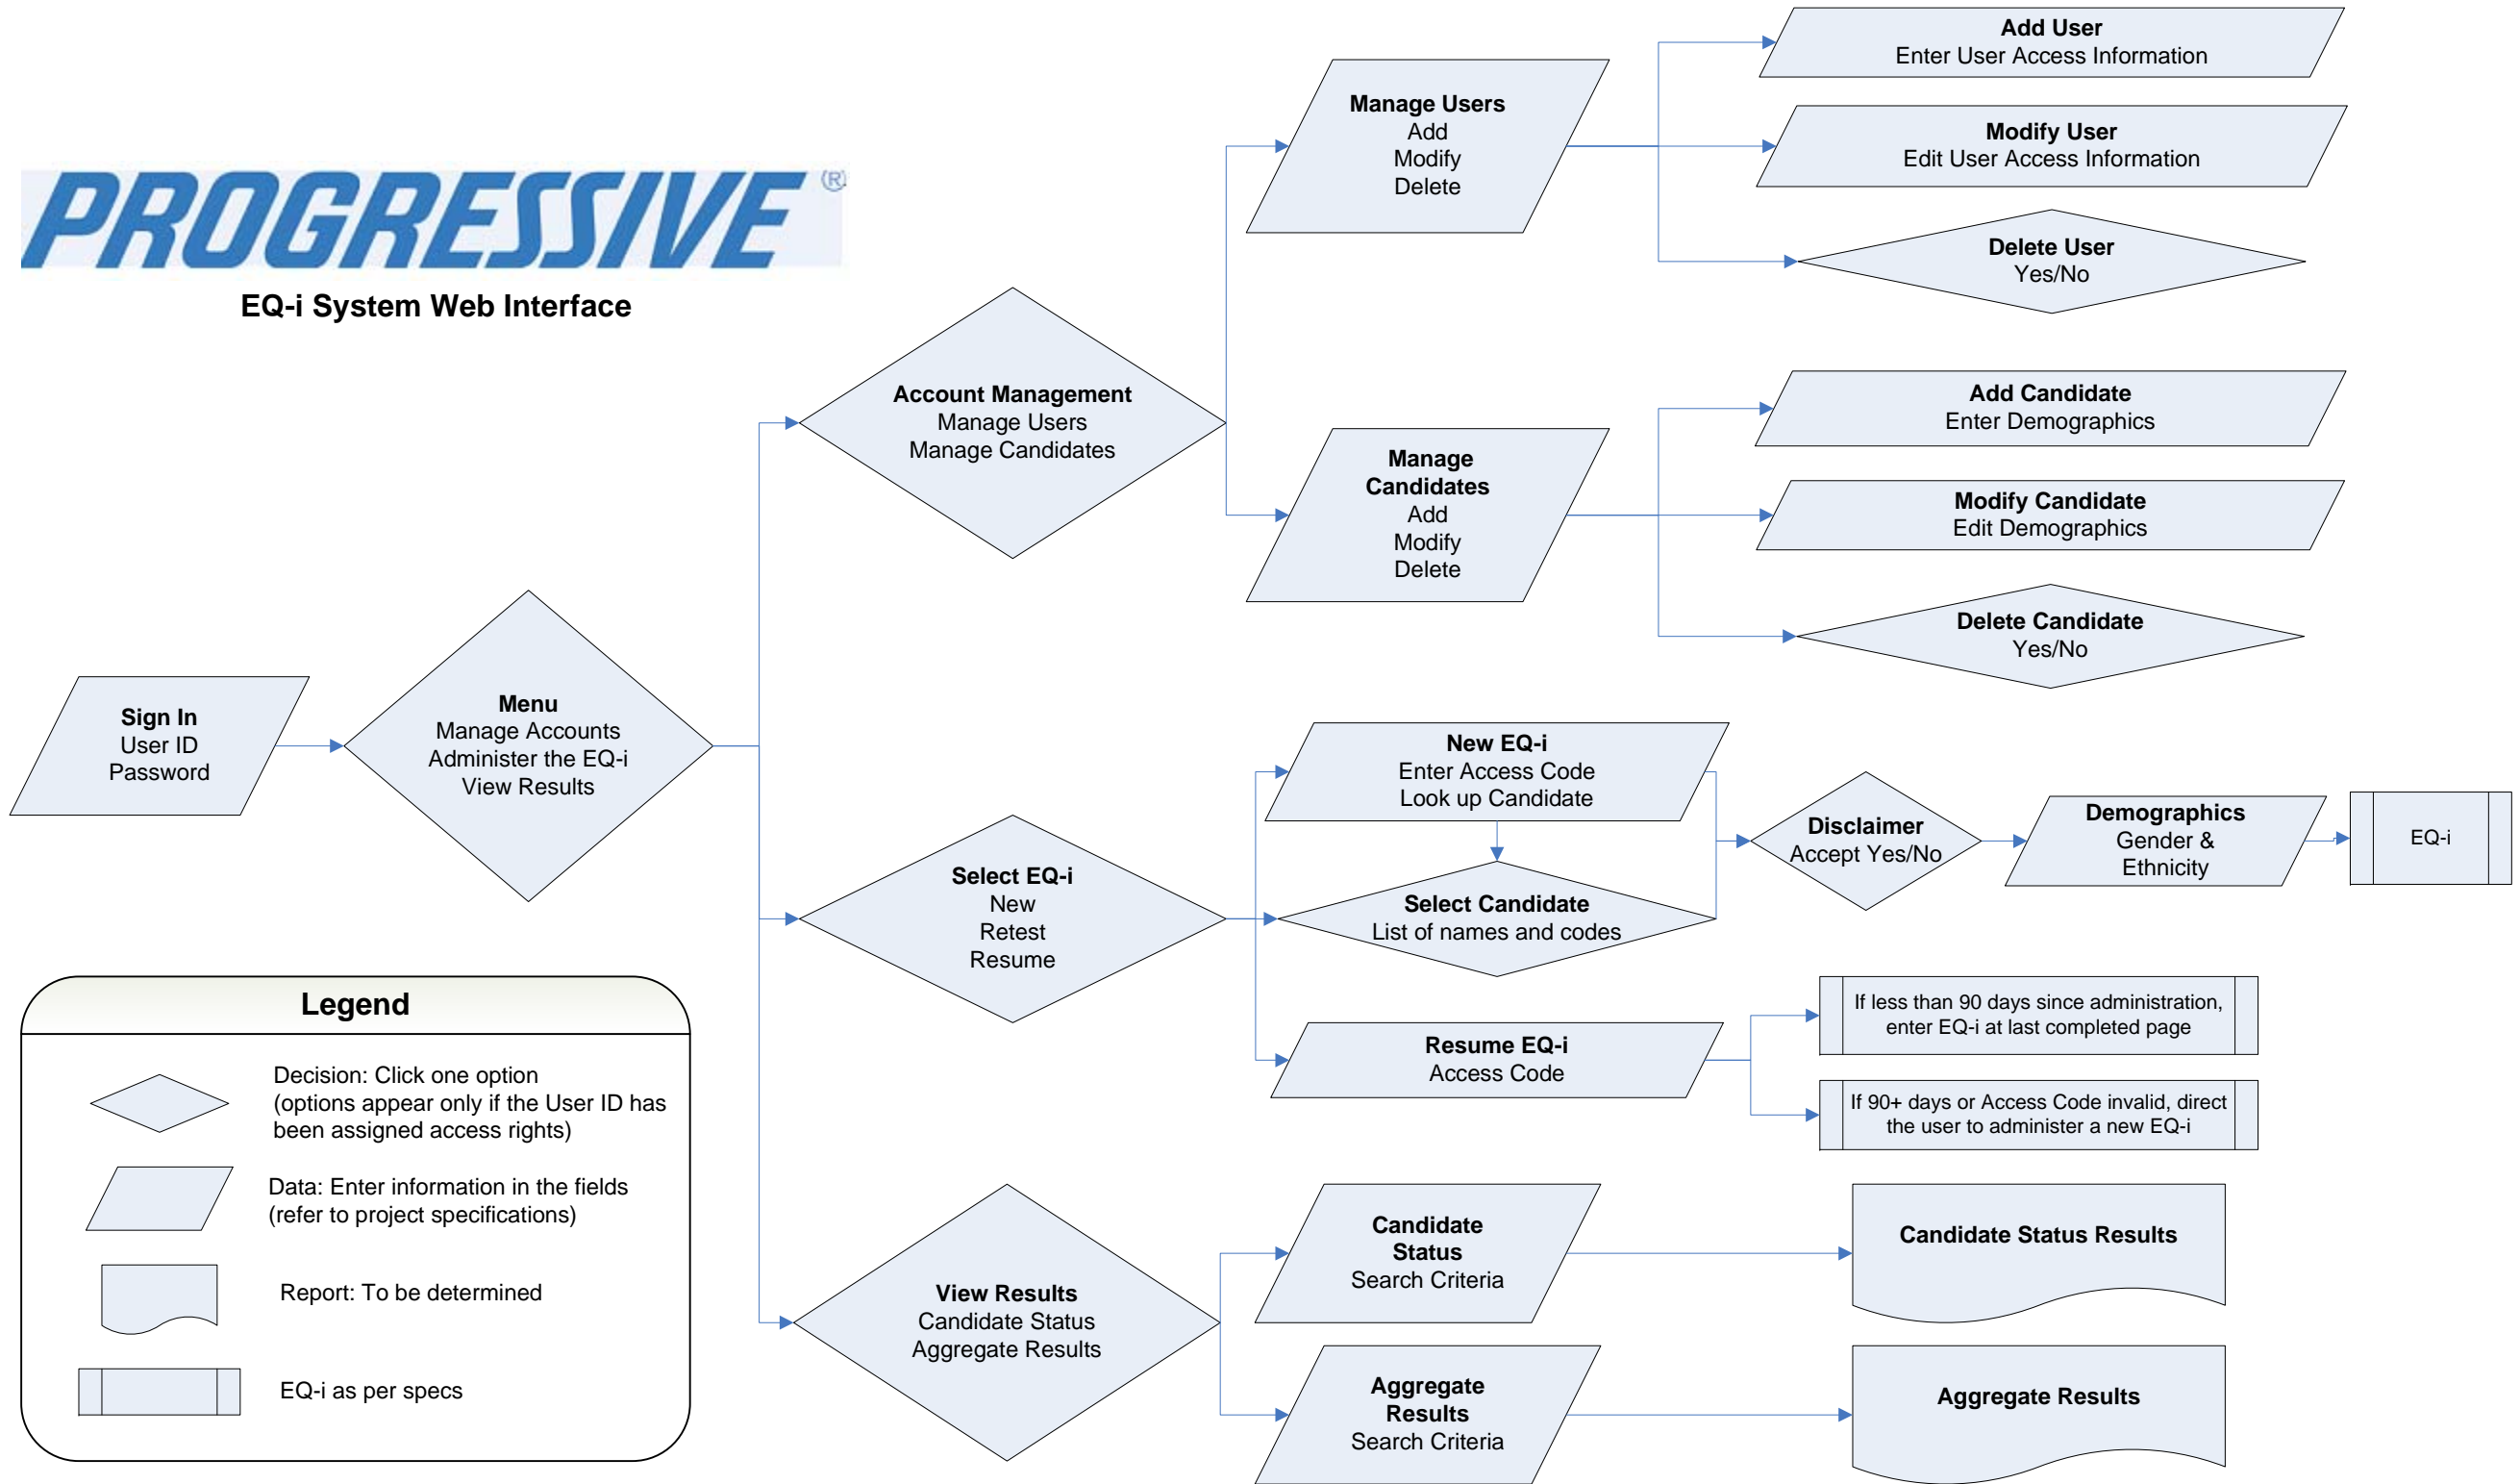 PROGRESSIVE®
EQ-i System Web Interface
Sign In
User ID
Password
Menu
Manage Accounts
Administer the EQ-i
View Results
Account Management
Manage Users
Manage Candidates
Manage Users
Add
Modify
Delete
Add User
Enter User Access Information
Modify User
Edit User Access Information
Delete User
Yes/No
Manage
Candidates
Add
Modify
Delete
Add Candidate
Enter Demographics
Modify Candidate
Edit Demographics
Delete Candidate
Yes/No
Select EQ-i
New
Retest
Resume
New EQ-i
Enter Access Code
Look up Candidate
Select Candidate
List of names and codes
Disclaimer
Accept Yes/No
Demographics
Gender &
Ethnicity
EQ-i
Resume EQ-i
Access Code
If less than 90 days since administration,
enter EQ-i at last completed page
If 90+ days or Access Code invalid, direct
the user to administer a new EQ-i
View Results
Candidate Status
Aggregate Results
Candidate
Status
Search Criteria
Candidate Status Results
Aggregate
Results
Search Criteria
Aggregate Results
Legend
Decision: Click one option
(options appear only if the User ID has
been assigned access rights)
Data: Enter information in the fields
(refer to project specifications)
Report: To be determined
EQ-i as per specs